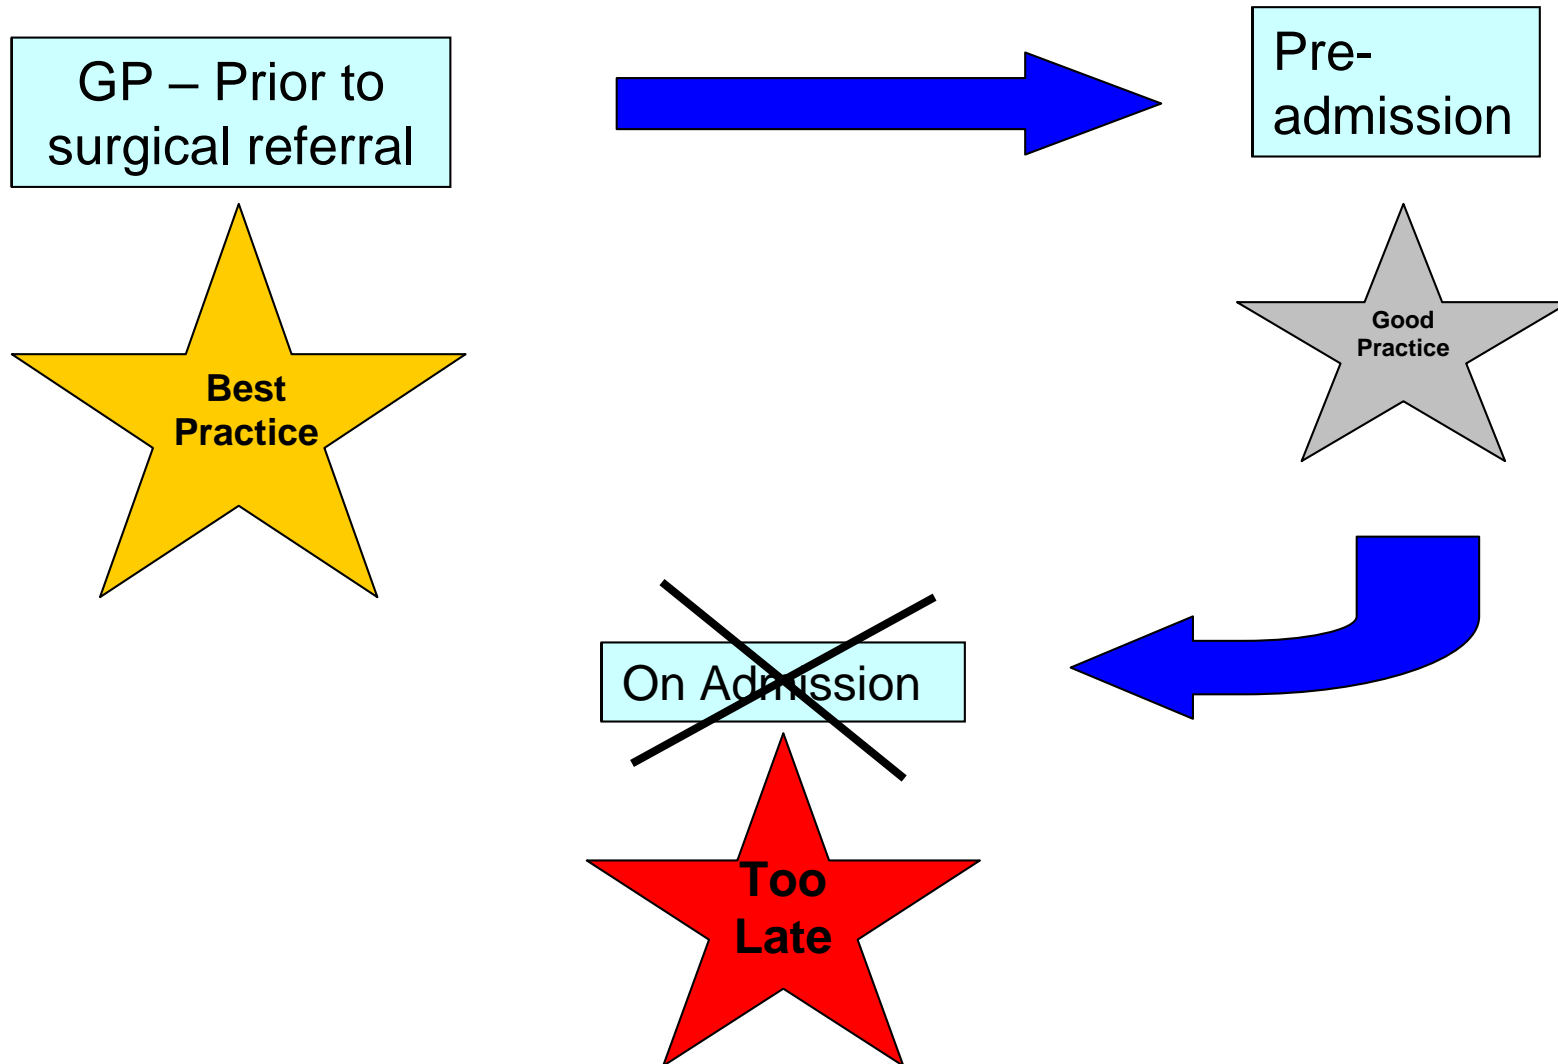 GP – Prior to
surgical referral
Pre-
admission
Best
Practice
Good
Practice
On Admission
Too
Late